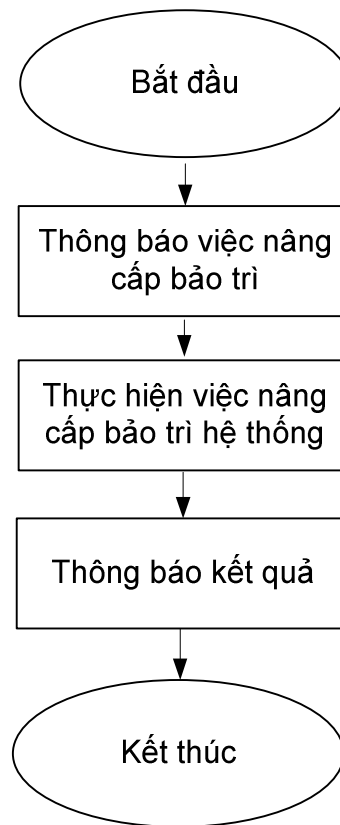 Bắt đầu
Thông báo việc nâng
cấp bảo trì
Thực hiện việc nâng
cấp bảo trì hệ thống
Thông báo kết quả
Kết thúc